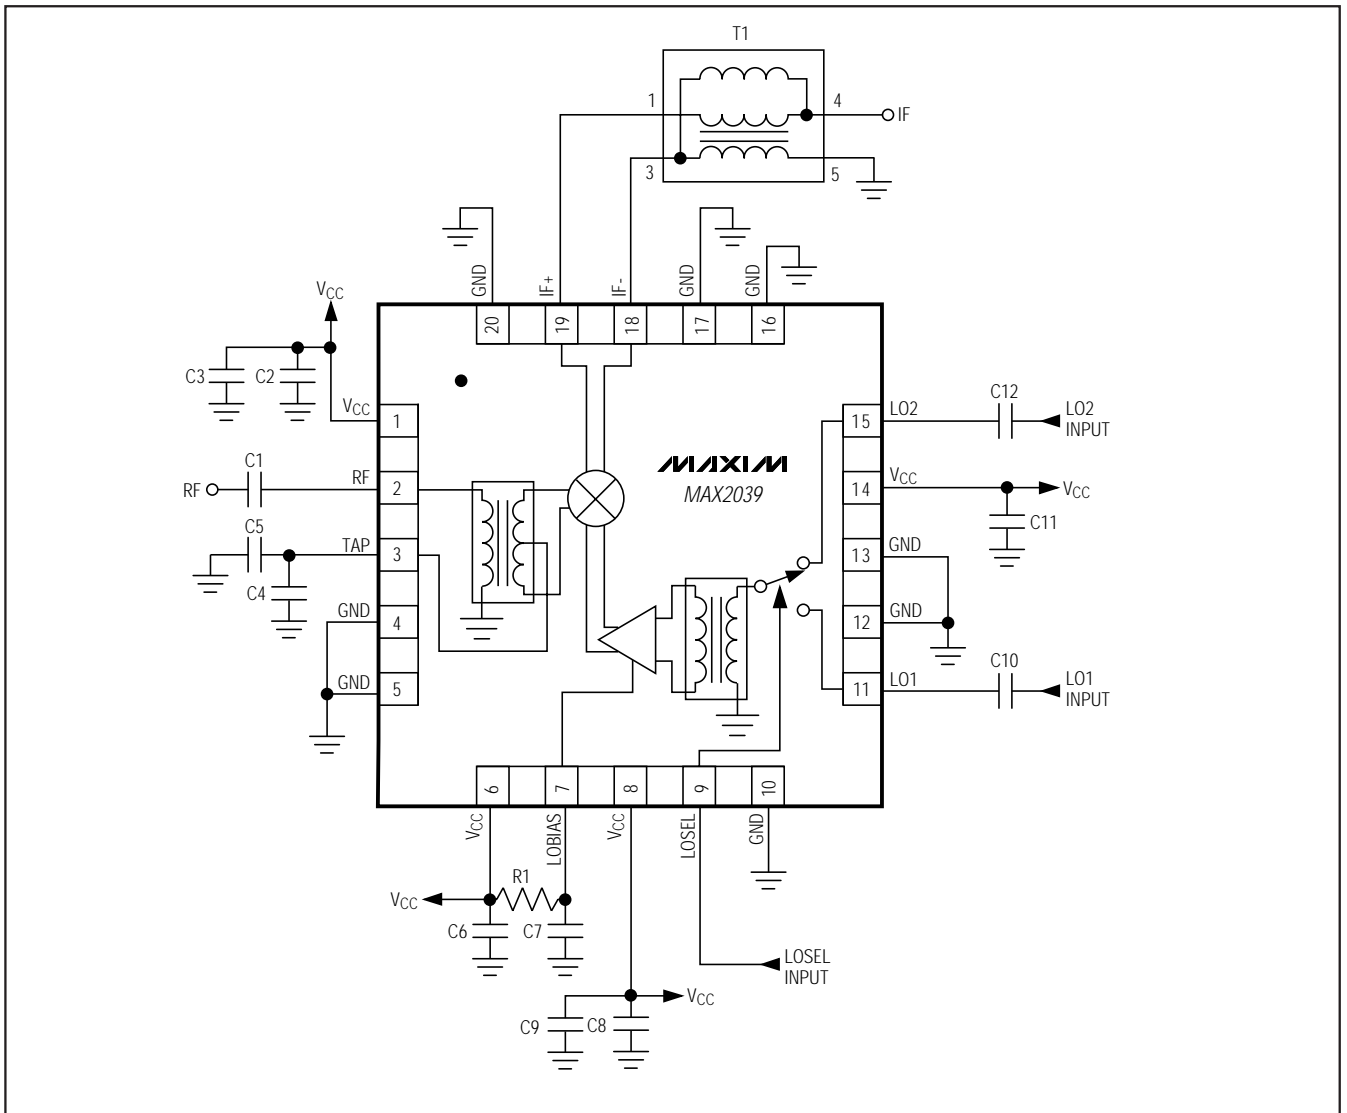 T1
1
4
IF
3
5
GND
IF+
IF-
GND
GND
VCC
20
19
18
17
16
C3
C2
VCC
1
15
LO2
C12
LO2
INPUT
MAXIM
MAX2039
C1
RF
RF
2
14
VCC
VCC
C11
C5
TAP
3
13
GND
C4
GND
4
12
GND
C10
GND
5
11
LO1
LO1
INPUT
6
7
8
9
10
VCC
LOBIAS
VCC
LOSEL
GND
R1
VCC
C6
C7
LOSEL
INPUT
VCC
C9
C8